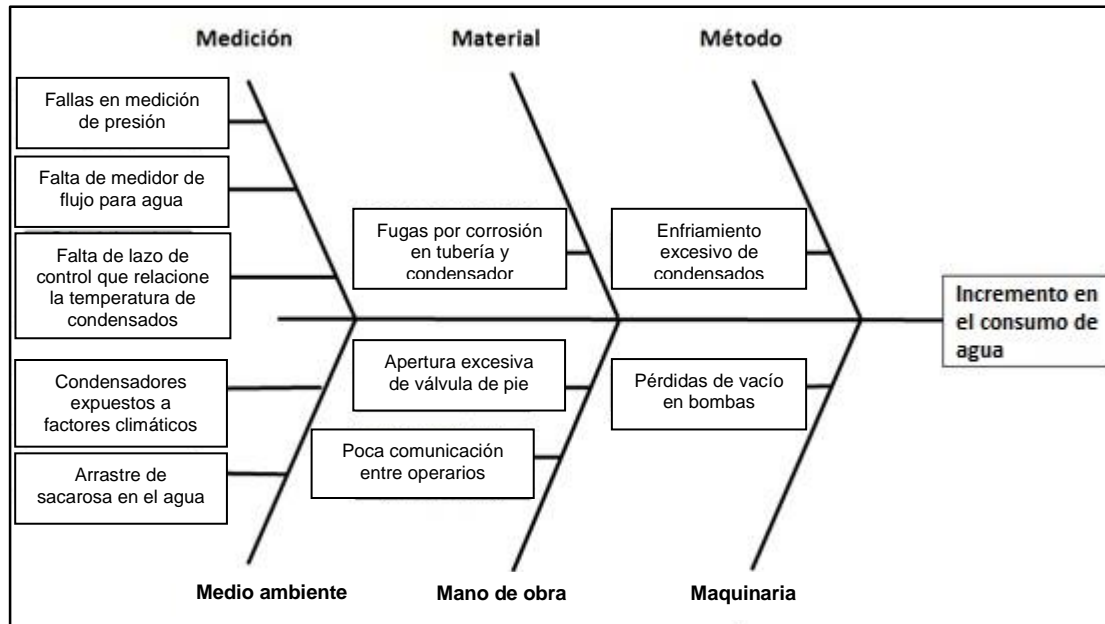 Medición
Material
Método
Fallas en medición
de presión
Falta de medidor de
flujo para agua
Falta de lazo de
control que relacione
la temperatura de
condensados
Fugas por corrosión
en tubería y
condensador
Enfriamiento
excesivo de
condensados
Incremento en
el consumo de
agua
Condensadores
expuestos a
factores climáticos
Arrastre de
sacarosa en el agua
Apertura excesiva
de válvula de pie
Poca comunicación
entre operarios
Pérdidas de vacío
en bombas
Medio ambiente
Mano de obra
Maquinaria